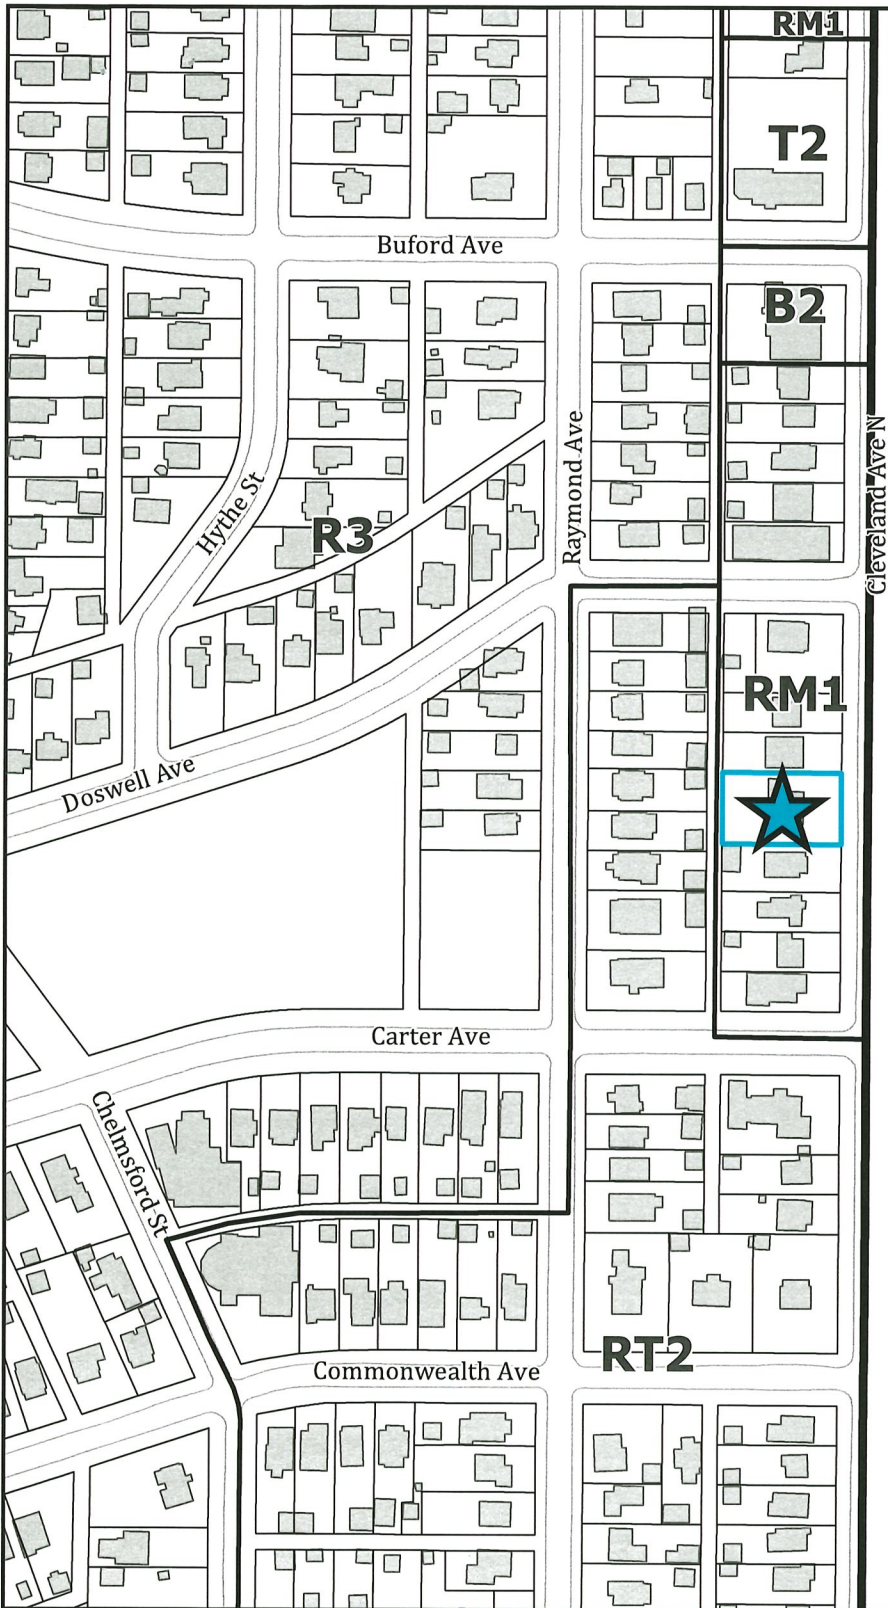 RM1
T2
Buford Ave
B2
Raymond Ave
Cleveland Ave N
Hythe St
R3
RM1
Doswell Ave
Carter Ave
Chelmsford St
RT2
Commonwealth Ave